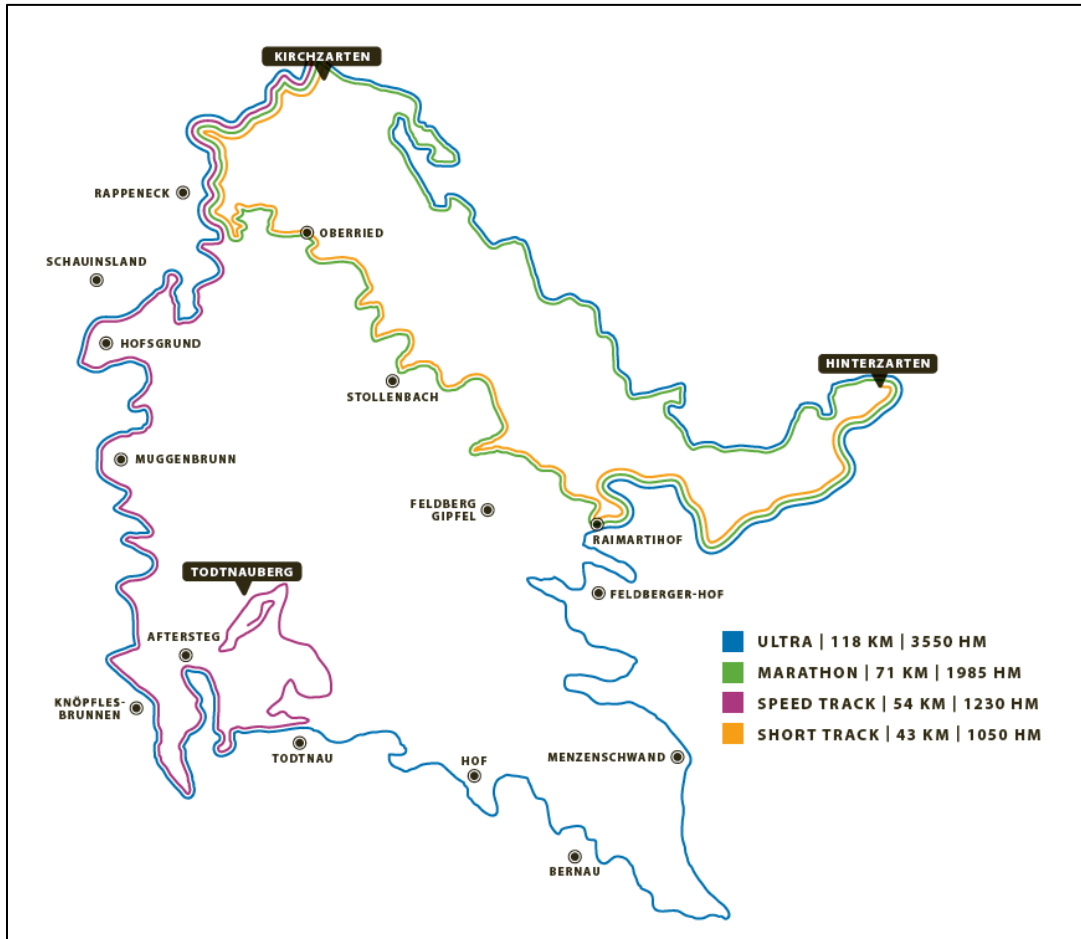 KIRCHZARTEN
RAPPENECK
OBERRIED
SCHAUINSLAND
HOFSGRUND
HINTERZARTEN
STOLLENBACH
MUGGENBRUNN
FELDBERG
GIPFEL
RAIMARTIHOF
TODTNAUBERG
FELDBERGER-HOF
AFTERSTEG
ULTRA | 118 KM | 3550 HM
MARATHON | 71 KM | 1985 HM
SPEED TRACK | 54 KM | 1230 HM
SHORT TRACK | 43 KM | 1050 HM
KNÖPFLES-
BRUNNEN
TODTNAU
HOF
MENZENSCHWAND
BERNAU